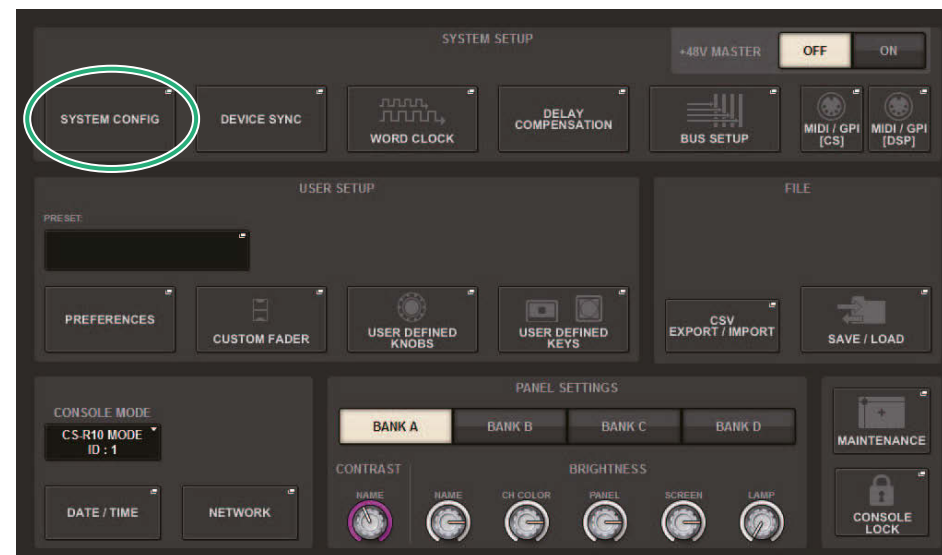 SYSTEM SETUP
+48V MASTER
OFF
ON
SYSTEM CONFIG
DEVICE SYNC
WORD CLOCK
DELAY
COMPENSATION
BUS SETUP
MIDI / GPI
[CS]
MIDI / GPI
[DSP]
USER SETUP
FILE
PRESET
PREFERENCES
CUSTOM FADER
USER DEFINED
KNOBS
USER DEFINED
KEYS
CSV
EXPORT / IMPORT
SAVE / LOAD
CONSOLE MODE
CS-R10 MODE
ID : 1
DATE / TIME
NETWORK
PANEL SETTINGS
BANK A
BANK B
BANK C
BANK D
CONTRAST
BRIGHTNESS
NAME
NAME
CH COLOR
PANEL
SCREEN
LAMP
MAINTENANCE
CONSOLE
LOCK